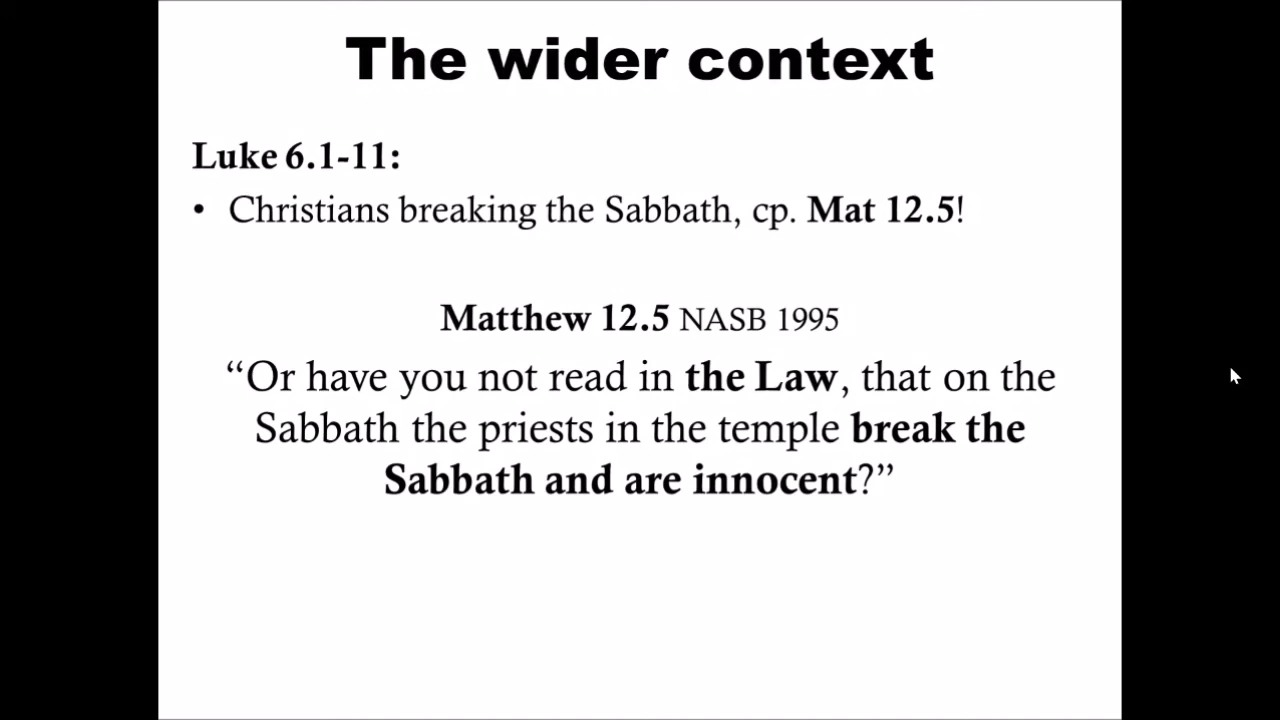 The wider context
Luke 6.1-11:
• Christians breaking the Sabbath, cp. Mat 12.5!
Matthew 12.5 NASB 1995
“Or have you not read in the Law, that on the
Sabbath the priests in the temple break the
Sabbath and are innocent?”